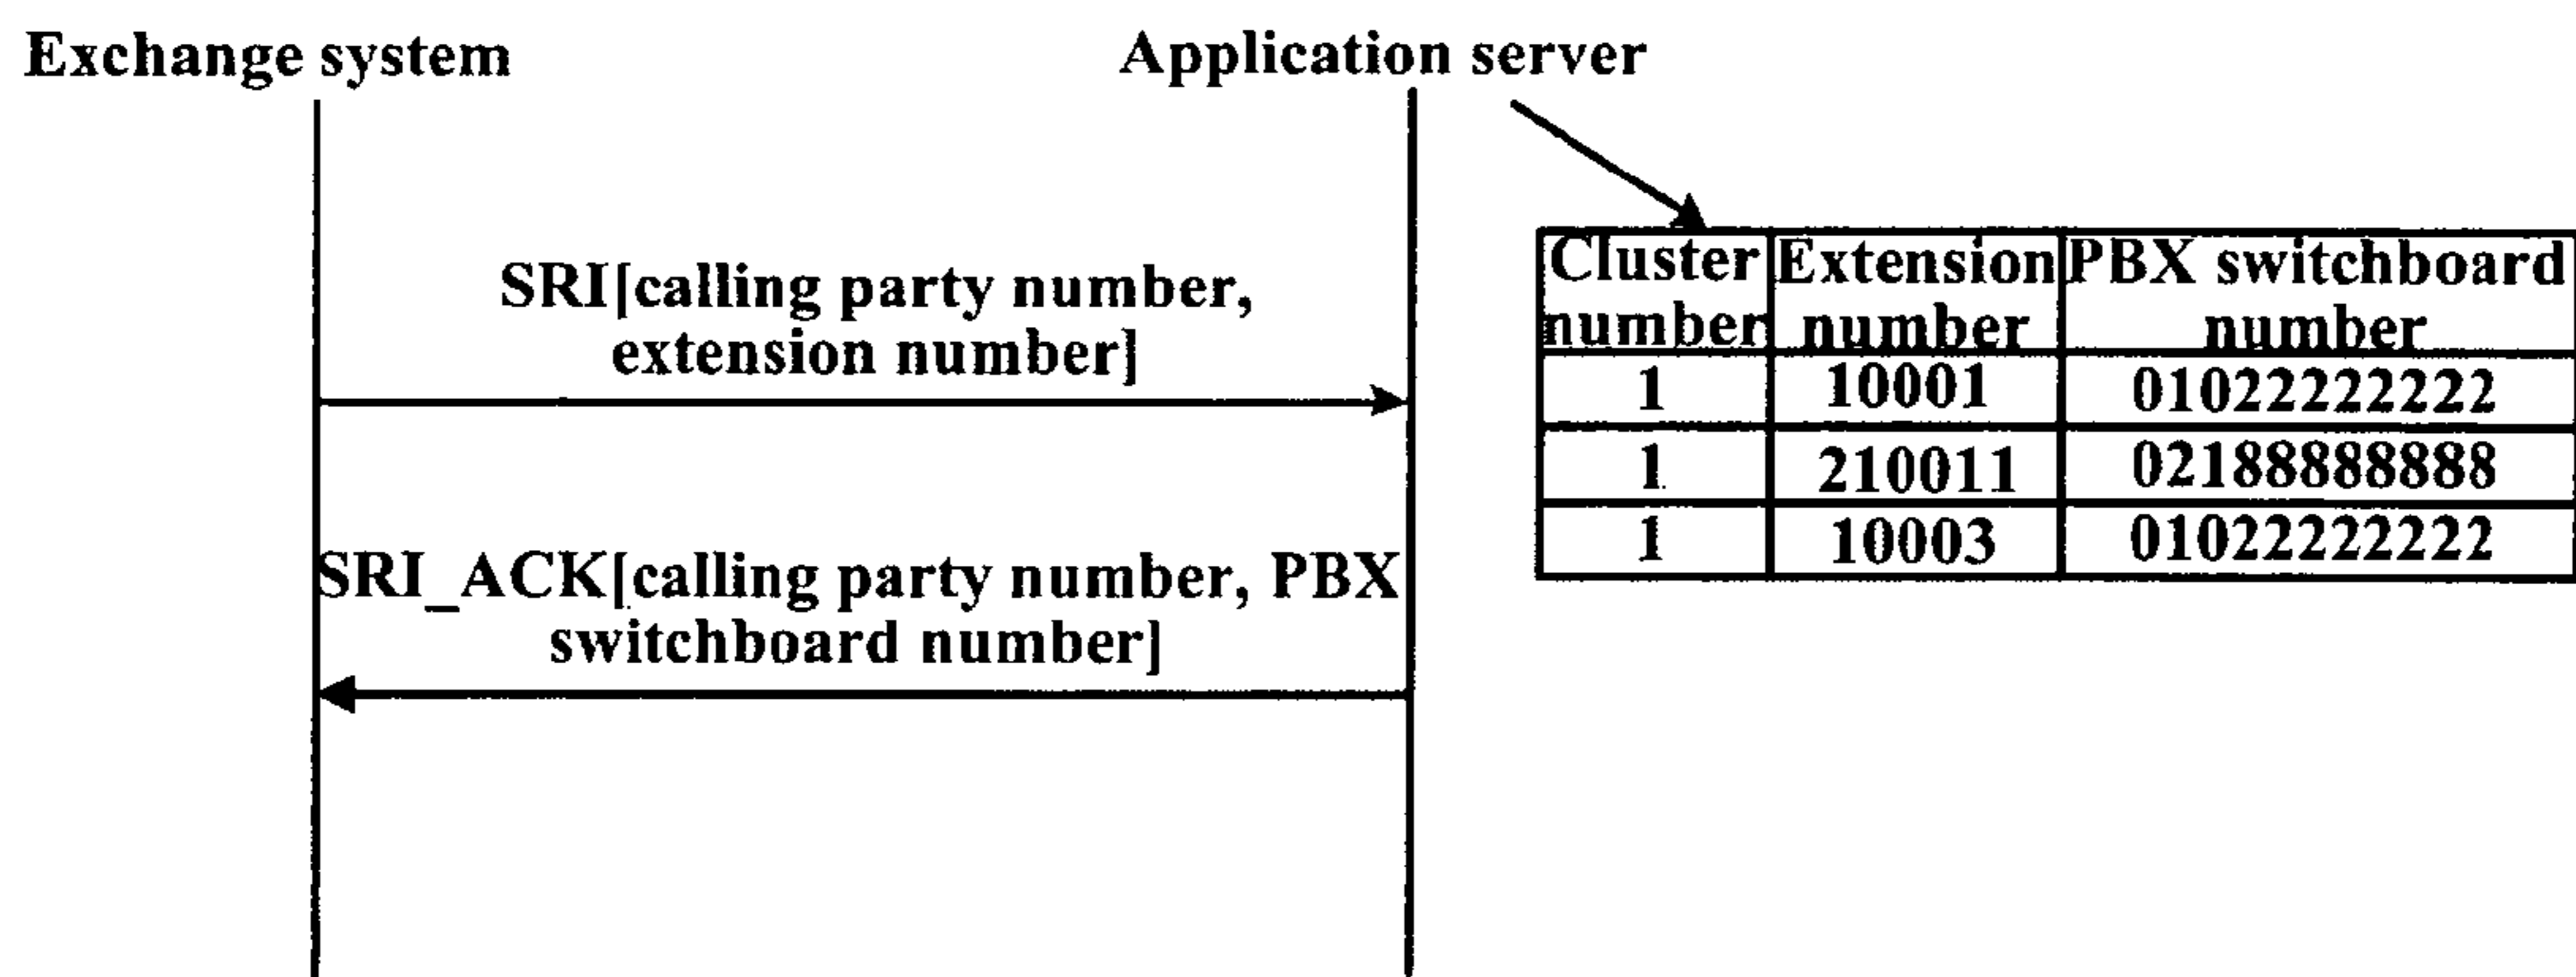 Exchange system
Application server
SRI[calling party number,
extension number]
SRI_ACK[calling party number, PBX
switchboard number]
Cluster number Extension number PBX switchboard number
1 10001 01022222222
1 210011 02188888888
1 10003 01022222222